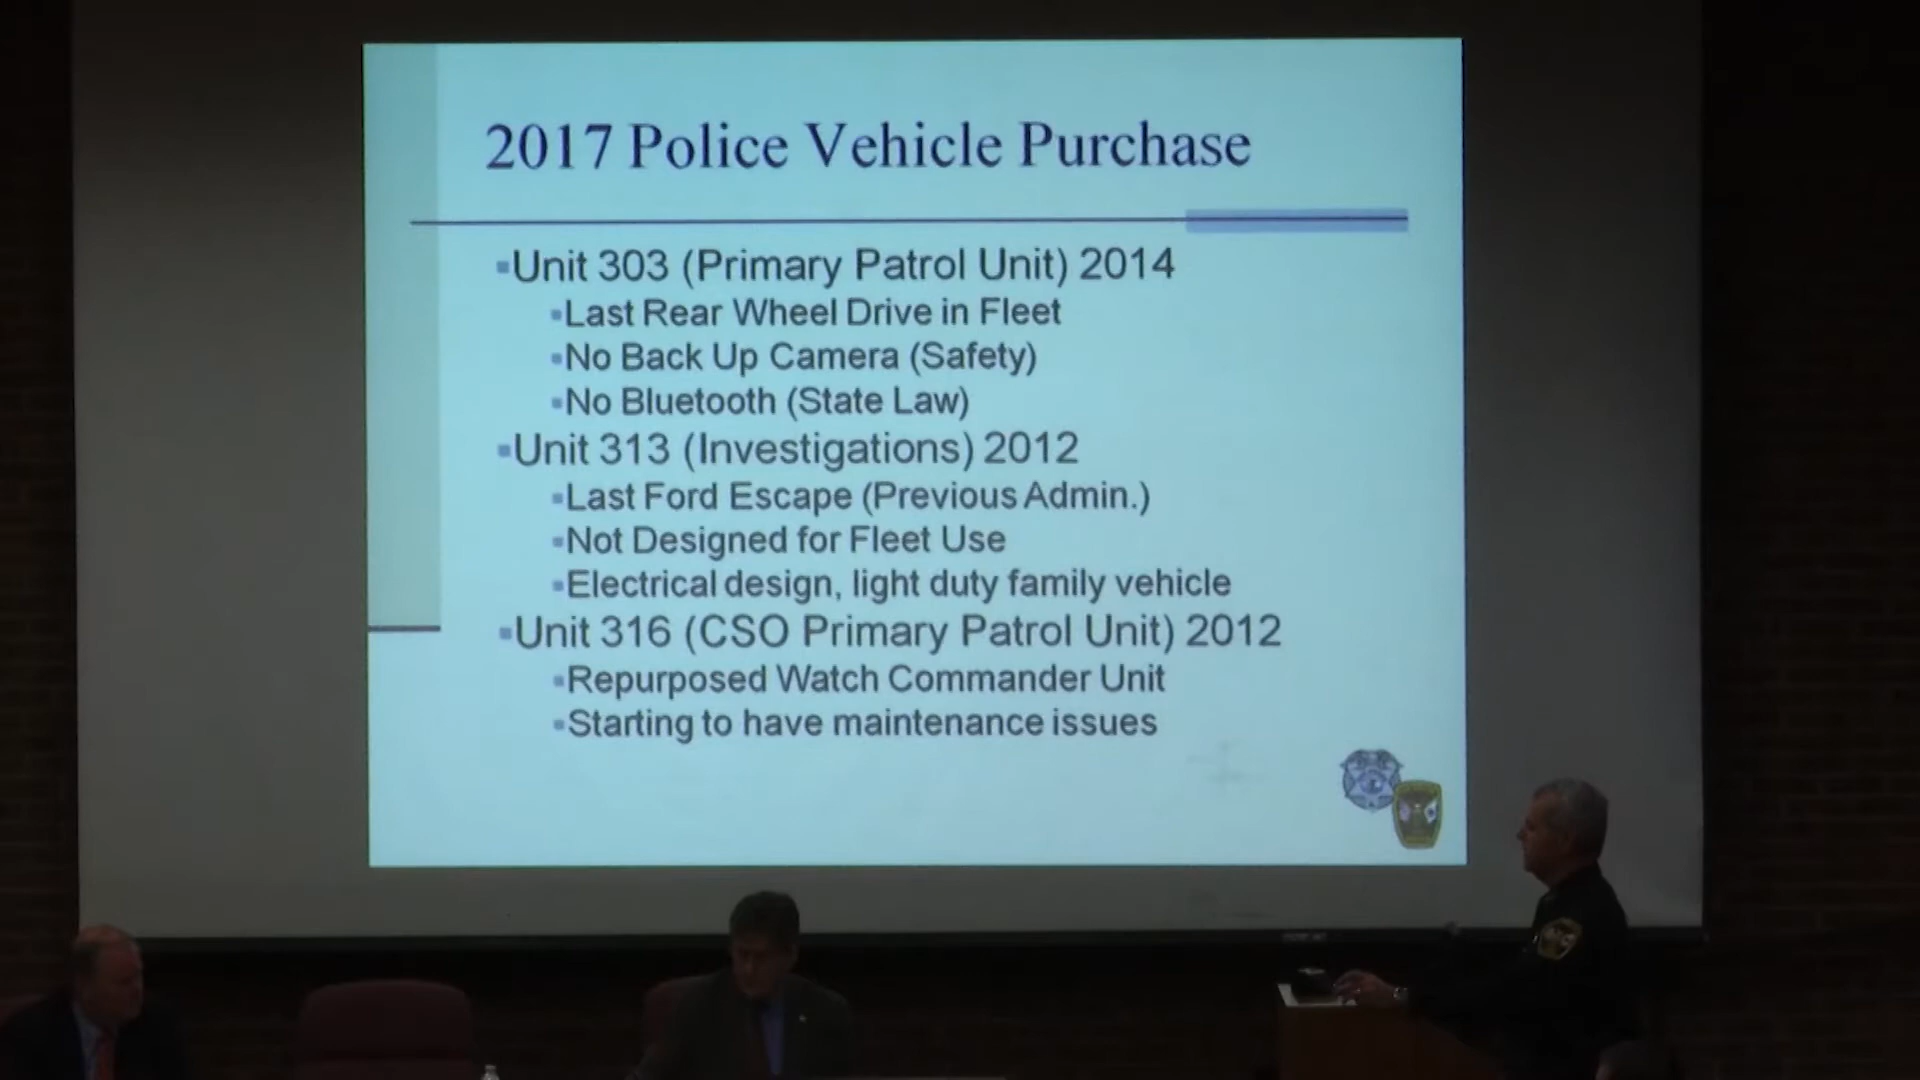 2017 Police Vehicle Purchase
▪Unit 303 (Primary Patrol Unit) 2014
▪Last Rear Wheel Drive in Fleet
▪No Back Up Camera (Safety)
▪No Bluetooth (State Law)
▪Unit 313 (Investigations) 2012
▪Last Ford Escape (Previous Admin.)
▪Not Designed for Fleet Use
▪Electrical design, light duty family vehicle
▪Unit 316 (CSO Primary Patrol Unit) 2012
▪Repurposed Watch Commander Unit
▪Starting to have maintenance issues